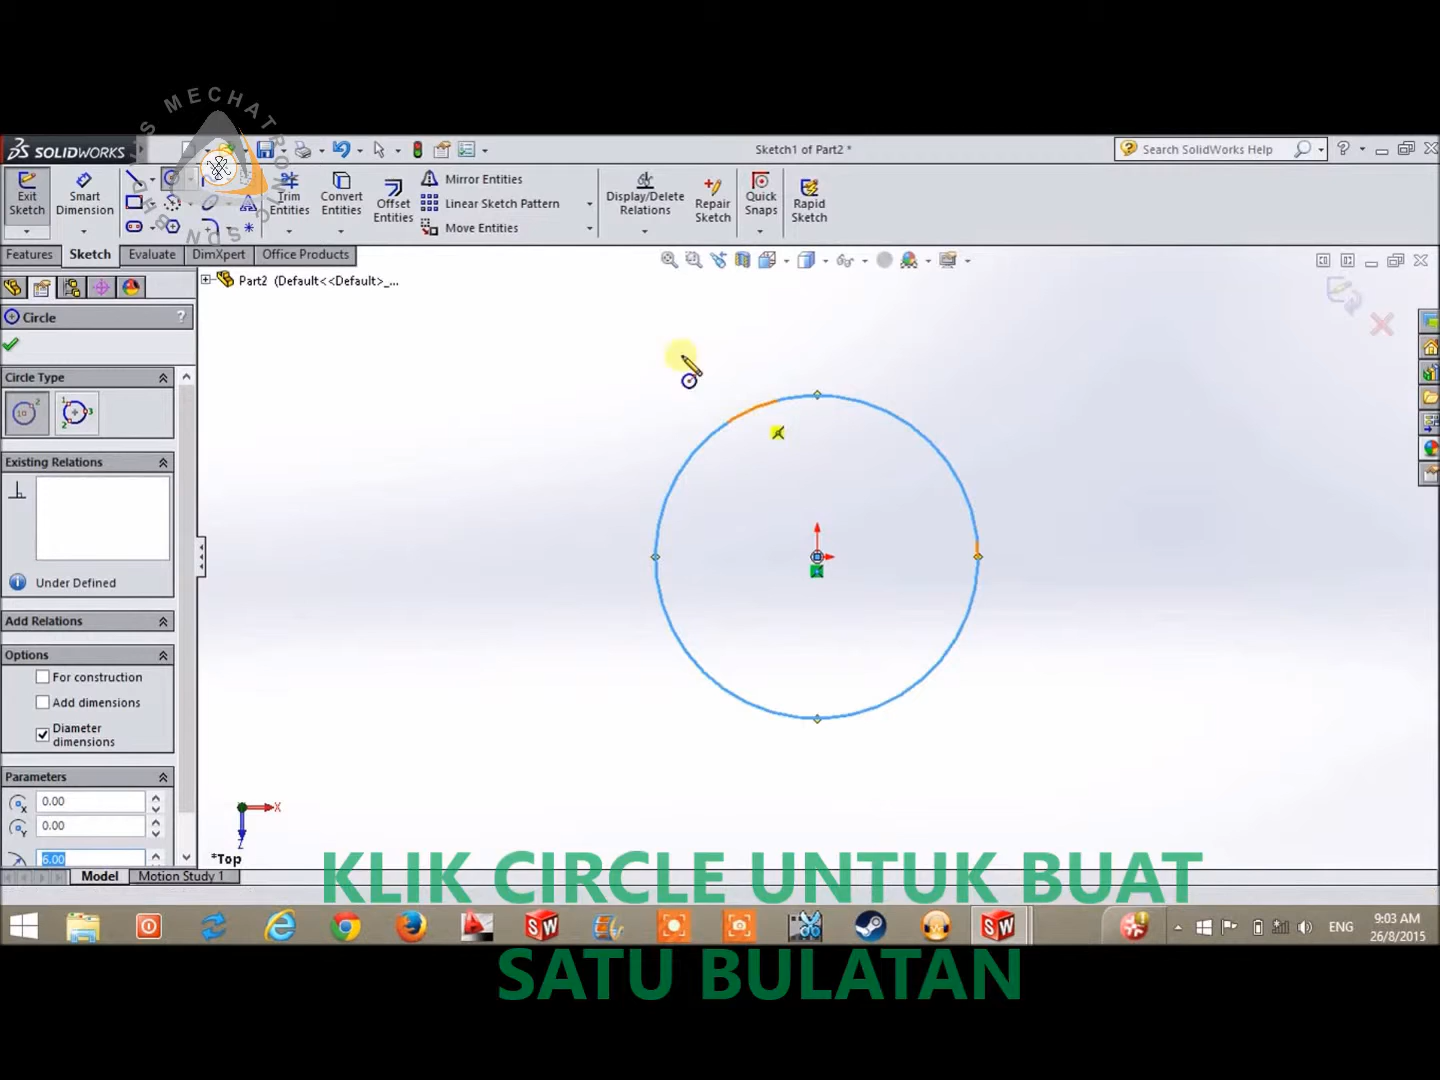 S MECHATRONIC
SOLIDWORKS
Sketch1 of Part2 *
Search SolidWorks Help
Exit Sketch
Smart Dimension
Trim Entities
Convert Entities
Offset Entities
Mirror Entities
Linear Sketch Pattern
Move Entities
Display/Delete Relations
Repair Sketch
Quick Snaps
Rapid Sketch
Features
Sketch
Evaluate
DimXpert
Office Products
Part2 (Default<<Default>_...
Circle
?
Circle Type
Existing Relations
Under Defined
Add Relations
Options
For construction
Add dimensions
Diameter dimensions
Parameters
0.00
0.00
6.00
X
Z
*Top
Model
Motion Study 1
KLIK CIRCLE UNTUK BUAT
SATU BULATAN
ENG
9:03 AM
26/8/2015